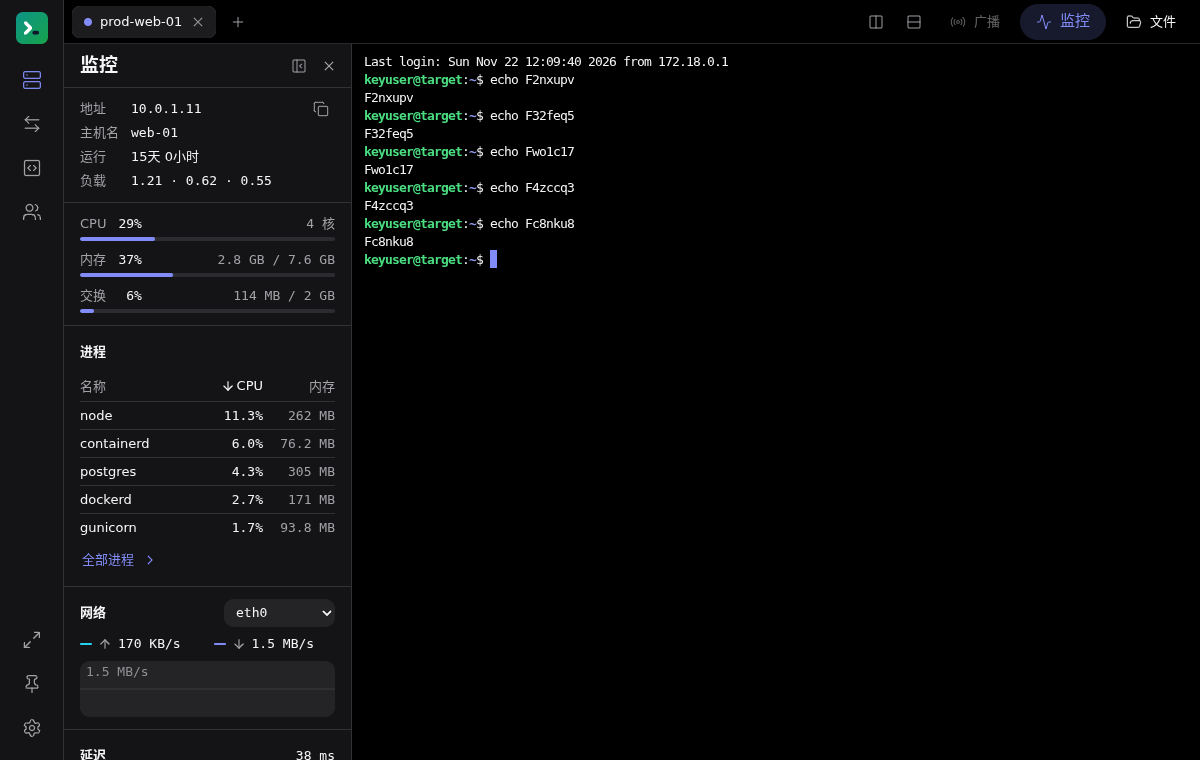 prod-web-01
广播
监控
文件
监控
地址 10.0.1.11
主机名 web-01
运行 15天 0小时
负载 1.21 · 0.62 · 0.55
CPU 29% 4 核
内存 37% 2.8 GB / 7.6 GB
交换 6% 114 MB / 2 GB
进程
名称 CPU 内存
node 11.3% 262 MB
containerd 6.0% 76.2 MB
postgres 4.3% 305 MB
dockerd 2.7% 171 MB
gunicorn 1.7% 93.8 MB
全部进程
网络 eth0
170 KB/s 1.5 MB/s
1.5 MB/s
延迟 38 ms
Last login: Sun Nov 22 12:09:40 2026 from 172.18.0.1
keyuser@target:~$ echo F2nxupv
F2nxupv
keyuser@target:~$ echo F32feq5
F32feq5
keyuser@target:~$ echo Fwo1c17
Fwo1c17
keyuser@target:~$ echo F4zccq3
F4zccq3
keyuser@target:~$ echo Fc8nku8
Fc8nku8
keyuser@target:~$